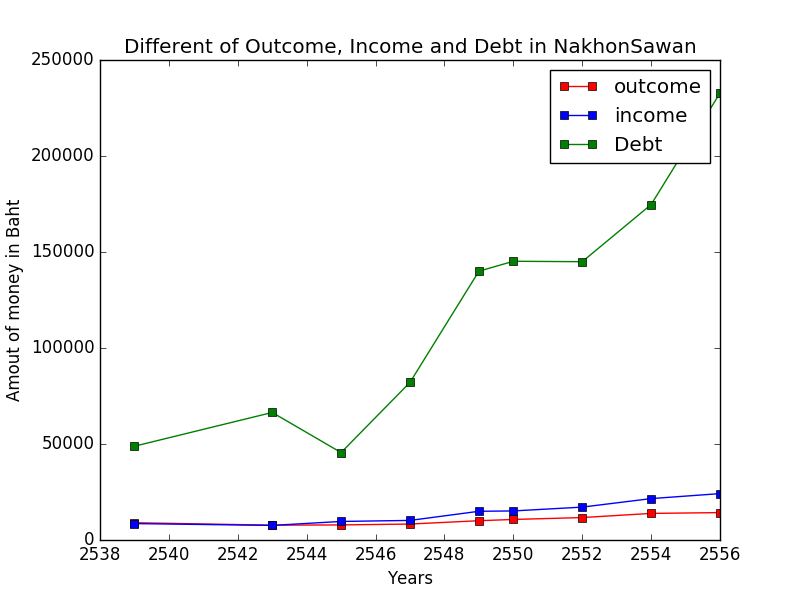 Different of Outcome, Income and Debt in NakhonSawan
250000
200000
150000
100000
50000
0
Amout of money in Baht
outcome
income
Debt
2538 2540 2542 2544 2546 2548 2550 2552 2554 2556
Years